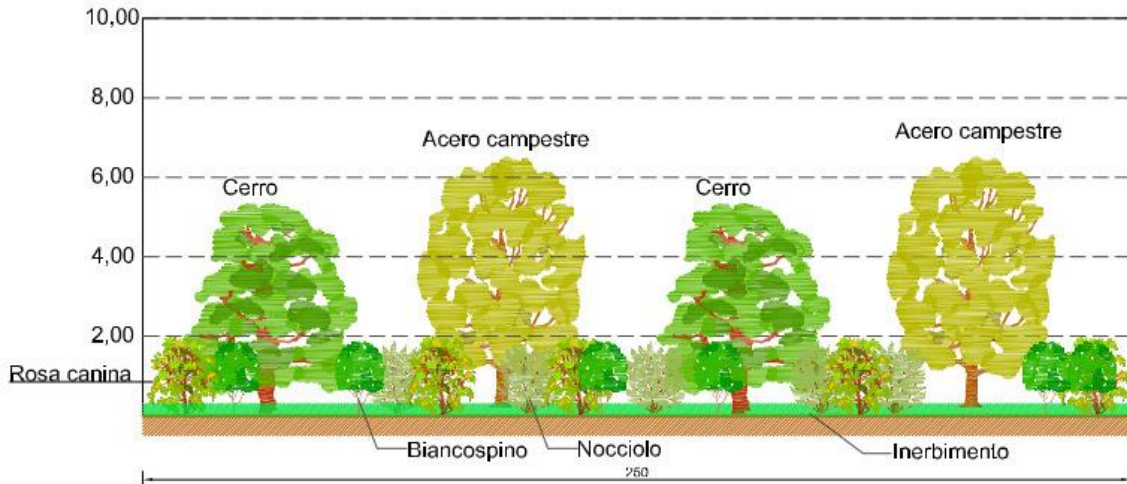 10,00
8,00
Acero campestre
Acero campestre
6,00
Cerro
Cerro
4,00
2,00
Rosa canina
Biancospino
Nocciolo
Inerbimento
250